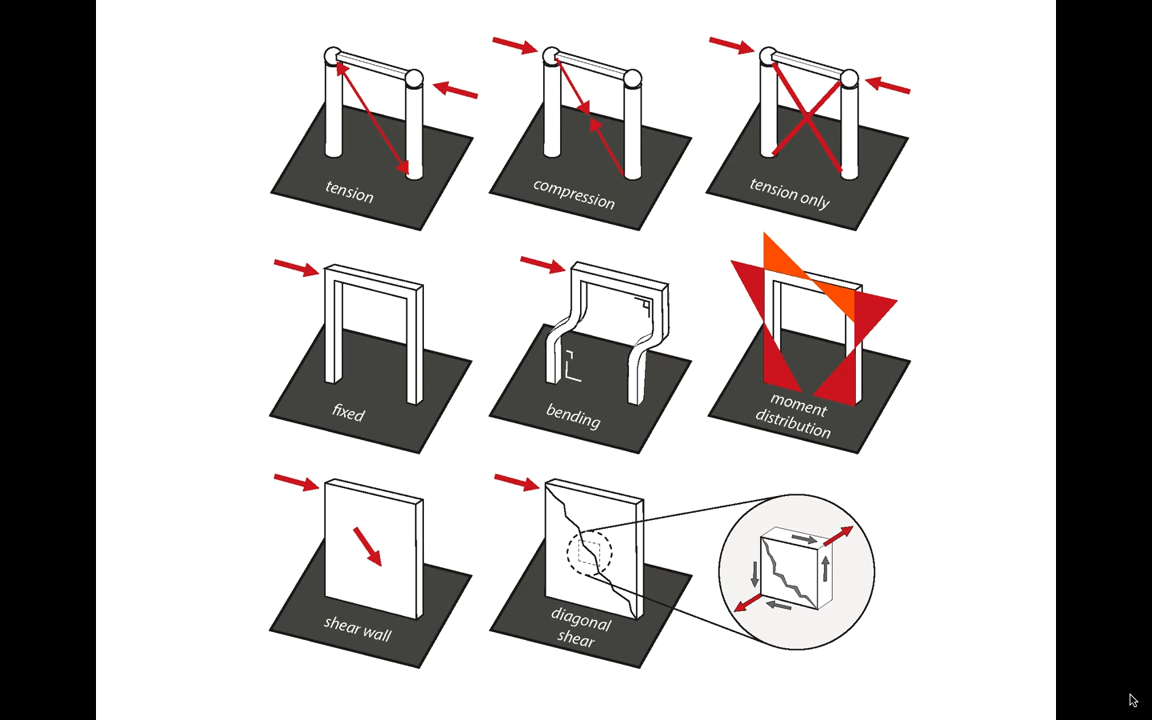 tension
compression
tension only
fixed
bending
moment
distribution
shear wall
diagonal
shear